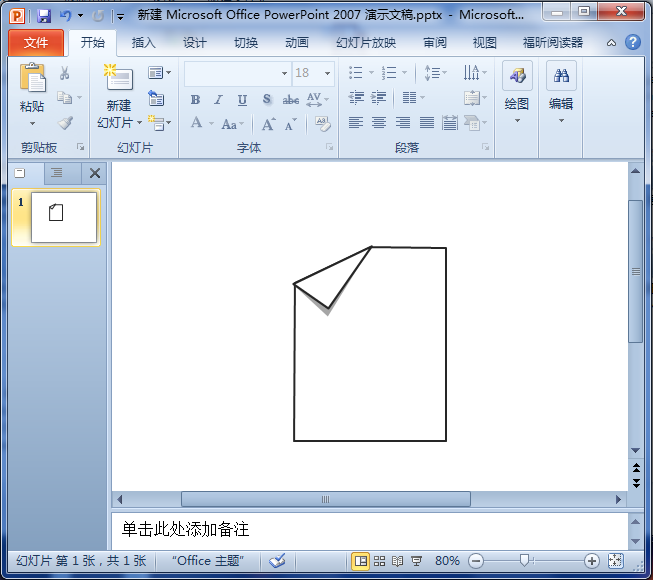 新建 Microsoft Office PowerPoint 2007 演示文稿.pptx - Microsoft...
文件 开始 插入 设计 切换 动画 幻灯片放映 审阅 视图 福昕阅读器
粘贴
新建
幻灯片
18
B I U S abc AV
A Aa A A
绘图 编辑
剪贴板 幻灯片 字体 段落
1
单击此处添加备注
幻灯片 第 1 张，共 1 张 “Office 主题” 80%